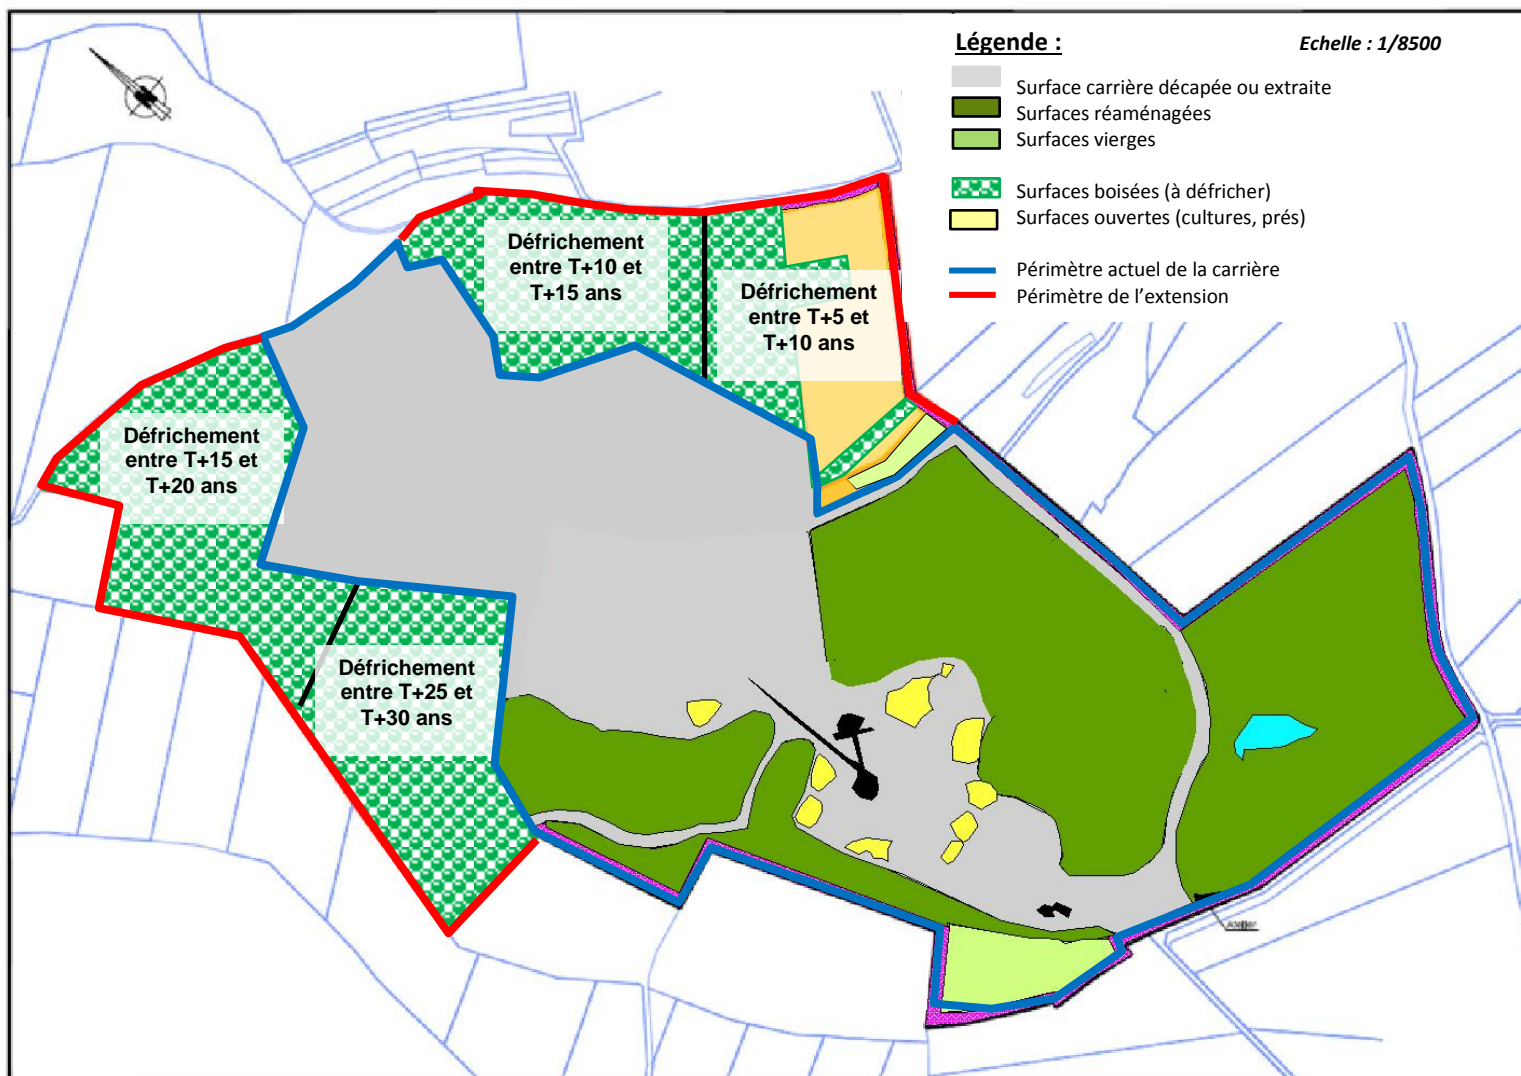 Légende :
Echelle : 1/8500
Surface carrière décapée ou extraite
Surfaces réaménagées
Surfaces vierges
Surfaces boisées (à défricher)
Surfaces ouvertes (cultures, prés)
Périmètre actuel de la carrière
Périmètre de l'extension
Défrichement
entre T+10 et
T+15 ans
Défrichement
entre T+5 et
T+10 ans
Défrichement
entre T+15 et
T+20 ans
Défrichement
entre T+25 et
T+30 ans
Atelier